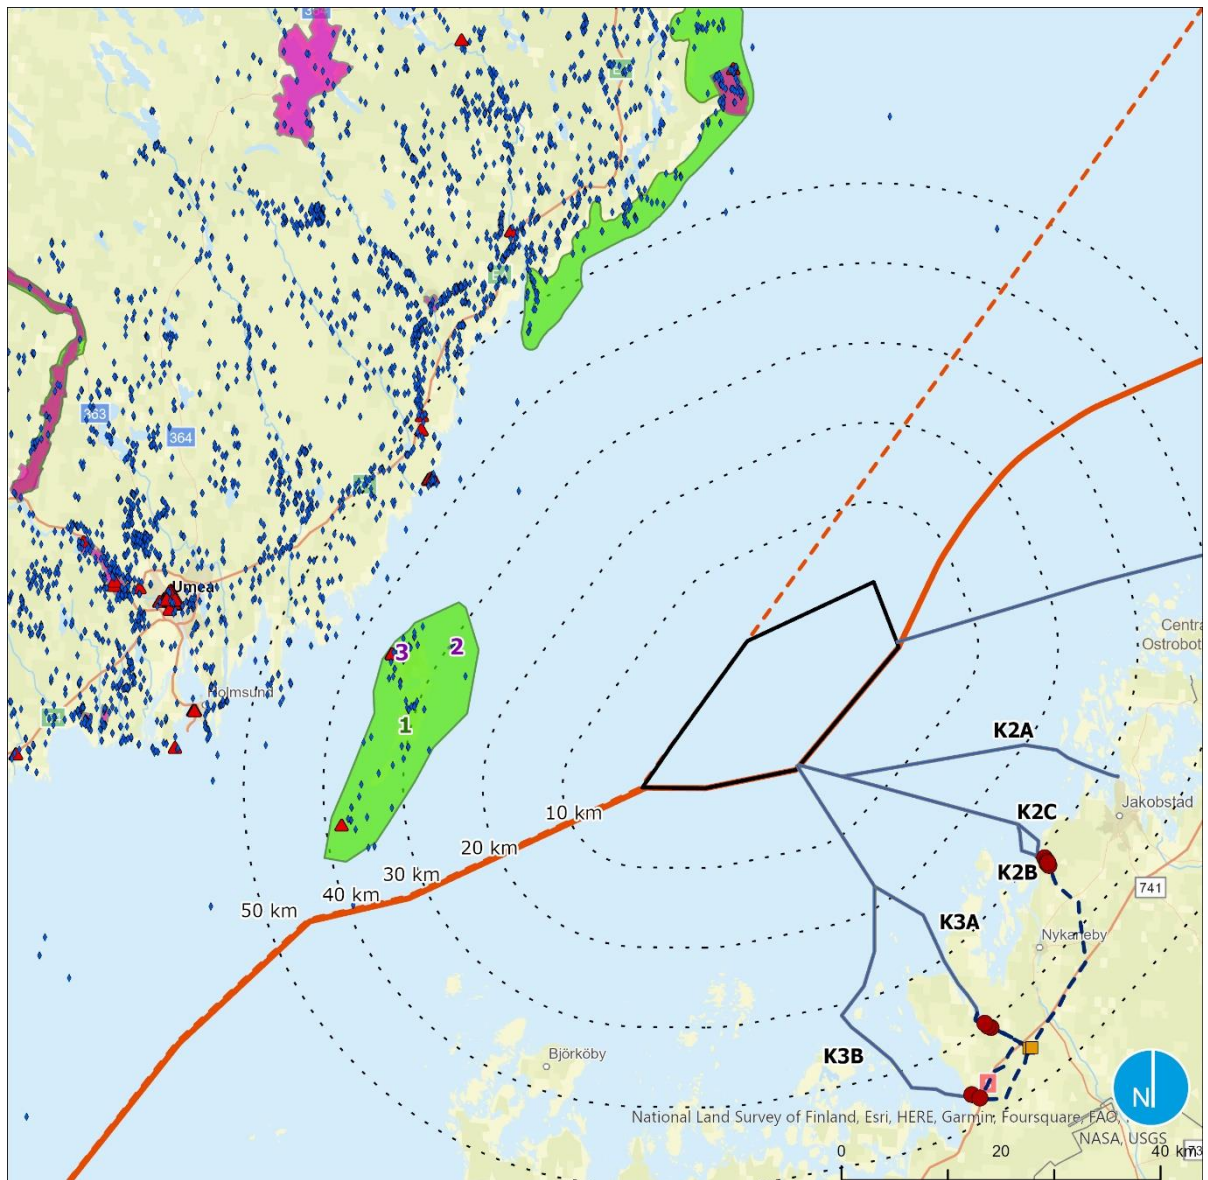 363
364
Umea
Holmsund
3
2
1
Centra
Ostrobot
K2A
Jakobstad
K2C
10 km
20 km
K2B
30 km
741
40 km
50 km
K3A
Nykarleby
Björköby
K3B
N
National Land Survey of Finland, Esri, HERE, Garmin, Foursquare, FAO,
NASA, USGS
0 20 40 km